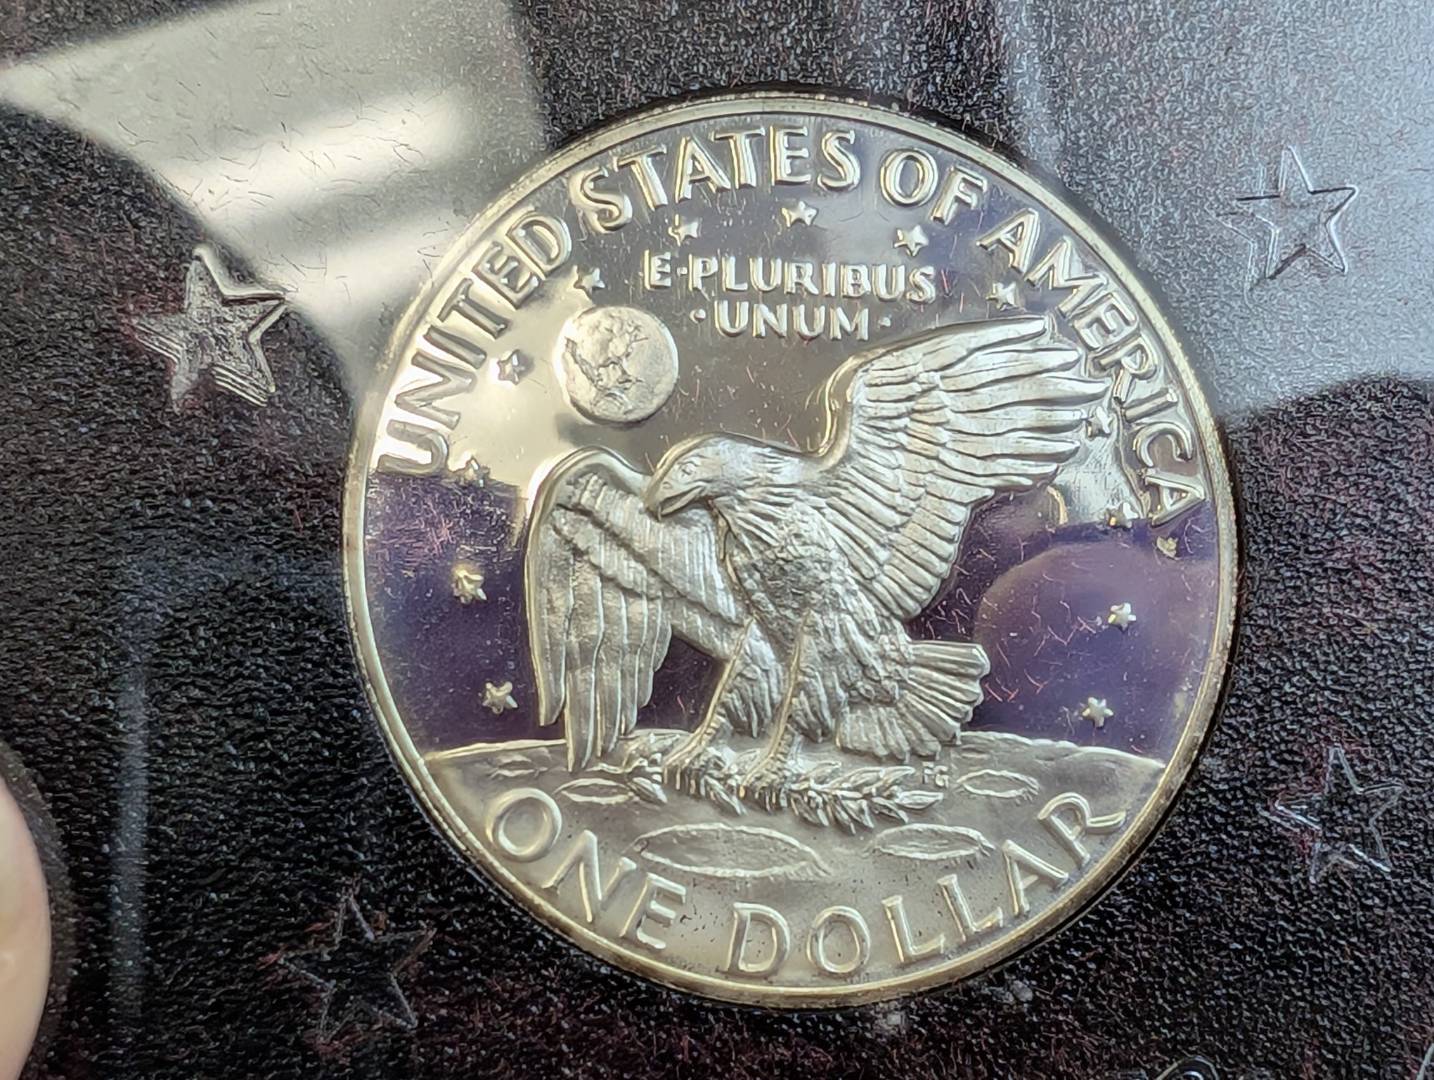 UNITED STATES OF AMERICA
E·PLURIBUS
·UNUM·
FG
ONE DOLLAR